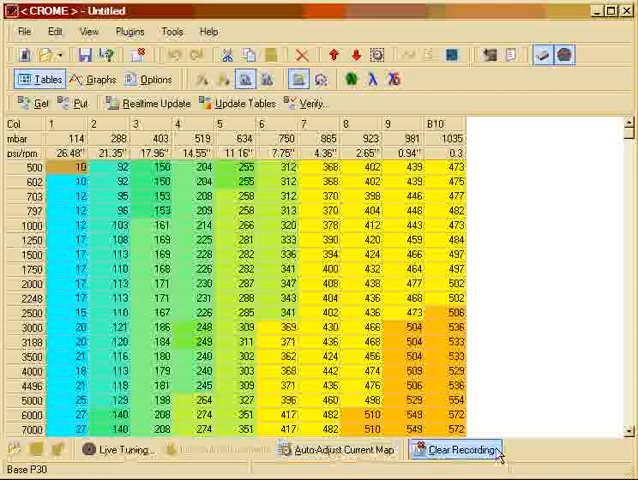 < CROME > - Untitled
File Edit View Plugins Tools Help
Tables Graphs Options
Get Put Realtime Update Update Tables Verify...
Col 1 2 3 4 5 6 7 8 9 B10
mbar 114 288 403 519 634 750 865 923 981 1035
psi/rpm 26.48" 21.35" 17.96" 14.55" 11.16" 7.75" 4.36" 2.65" 0.94" 0.3
500 10 92 150 204 255 312 368 402 439 473
602 10 92 150 204 255 312 368 402 439 475
703 12 95 153 208 258 312 370 398 446 477
797 12 96 153 209 258 313 370 404 448 482
1000 12 103 161 214 266 320 378 412 443 473
1250 17 108 169 225 281 333 390 420 459 484
1500 17 113 169 228 282 336 394 424 466 497
1750 17 110 168 226 282 341 400 432 464 497
2000 17 113 171 230 287 347 408 438 477 502
2248 17 113 171 231 288 343 404 436 468 502
2500 15 110 167 226 285 341 402 436 473 506
3000 20 121 186 248 309 369 430 466 504 536
3188 20 120 184 249 311 371 436 468 504 533
3500 21 116 180 240 302 362 424 456 504 533
4000 18 113 179 240 303 368 442 474 509 536
4496 21 118 181 245 309 371 436 476 506 536
5000 25 129 198 264 327 396 460 498 529 554
6000 27 140 208 274 351 417 482 510 549 572
7000 27 140 208 274 351 417 482 510 549 572
Live Tuning... Auto-Adjust Current Map Clear Recording
Base P30